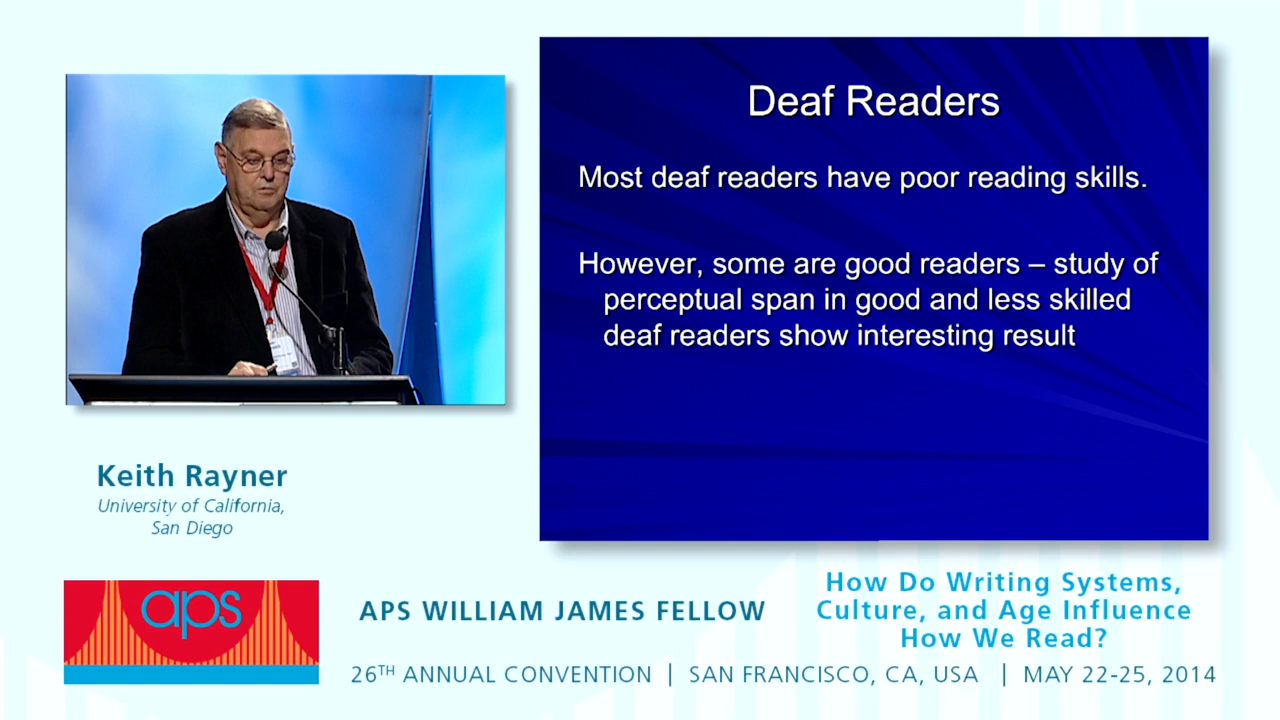 Deaf Readers
Most deaf readers have poor reading skills.
However, some are good readers – study of
perceptual span in good and less skilled
deaf readers show interesting result
Keith Rayner
University of California,
San Diego
aps
APS WILLIAM JAMES FELLOW
How Do Writing Systems,
Culture, and Age Influence
How We Read?
26TH ANNUAL CONVENTION | SAN FRANCISCO, CA, USA | MAY 22-25, 2014